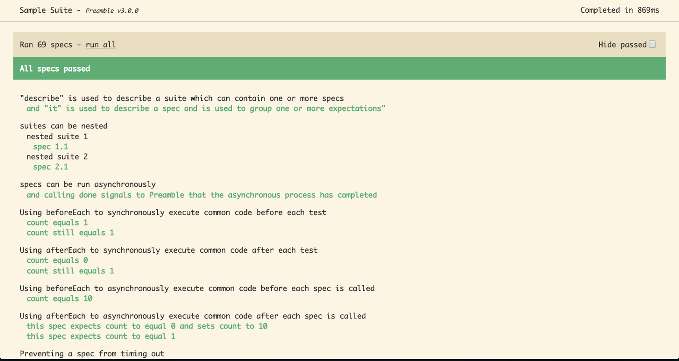 Sample Suite - Preamble v3.0.0
Completed in 869ms
Ran 69 specs - run all
Hide passed
All specs passed
"describe" is used to describe a suite which can contain one or more specs
and "it" is used to describe a spec and is used to group one or more expectations"
suites can be nested
nested suite 1
spec 1.1
nested suite 2
spec 2.1
specs can be run asynchronously
and calling done signals to Preamble that the asynchronous process has completed
Using beforeEach to synchronously execute common code before each test
count equals 1
count still equals 1
Using afterEach to synchronously execute common code after each test
count equals 0
count still equals 1
Using beforeEach to asynchronously execute common code before each spec is called
count equals 10
Using afterEach to asynchronously execute common code after each spec is called
this spec expects count to equal 0 and sets count to 10
this spec expects count to equal 1
Preventing a spec from timing out